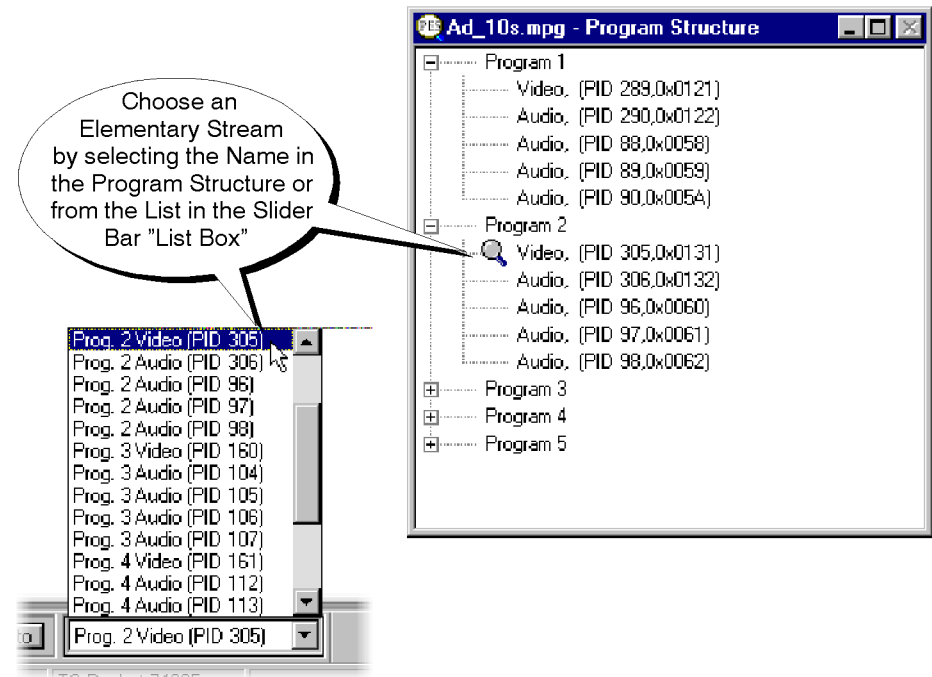 Ad_10s.mpg - Program Structure
Program 1
Video, (PID 289,0x0121)
Audio, (PID 290,0x0122)
Audio, (PID 88,0x0058)
Audio, (PID 89,0x0059)
Audio, (PID 90,0x005A)
Program 2
Video, (PID 305,0x0131)
Audio, (PID 306,0x0132)
Audio, (PID 96,0x0060)
Audio, (PID 97,0x0061)
Audio, (PID 98,0x0062)
Program 3
Program 4
Program 5
Choose an
Elementary Stream
by selecting the Name in
the Program Structure or
from the List in the Slider
Bar ”List Box”
Prog. 2 Video (PID 305)
Prog. 2 Audio (PID 306)
Prog. 2 Audio (PID 96)
Prog. 2 Audio (PID 97)
Prog. 2 Audio (PID 98)
Prog. 3 Video (PID 160)
Prog. 3 Audio (PID 104)
Prog. 3 Audio (PID 105)
Prog. 3 Audio (PID 106)
Prog. 3 Audio (PID 107)
Prog. 4 Video (PID 161)
Prog. 4 Audio (PID 112)
Prog. 4 Audio (PID 113)
Prog. 2 Video (PID 305)